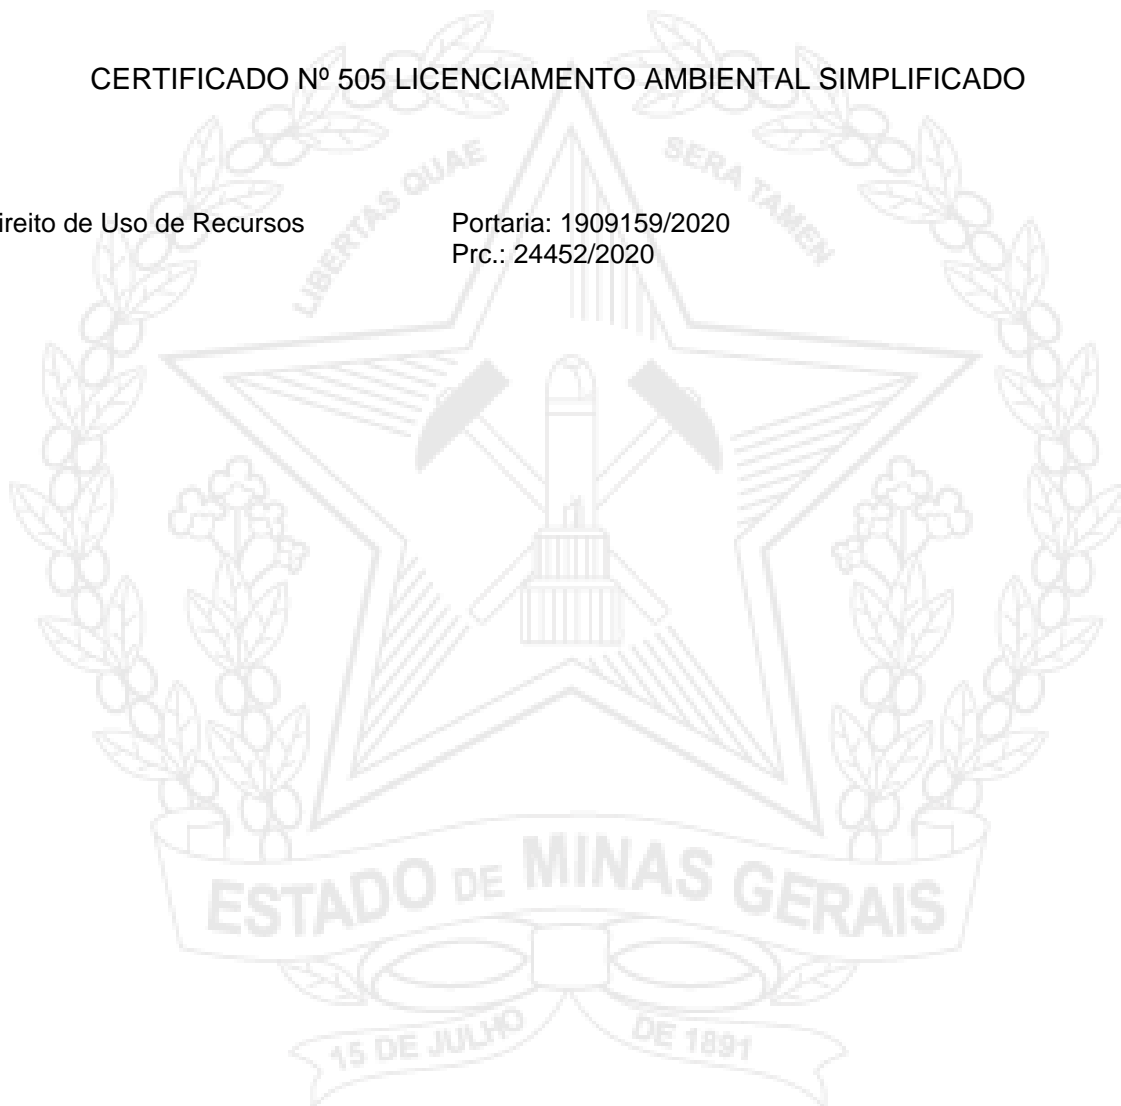 CERTIFICADO Nº 505 LICENCIAMENTO AMBIENTAL SIMPLIFICADO
LIBERTAS QUAE SERA TAMEN
ireito de Uso de Recursos Portaria: 1909159/2020
Prc.: 24452/2020
ESTADO DE MINAS GERAIS
15 DE JULHO DE 1891